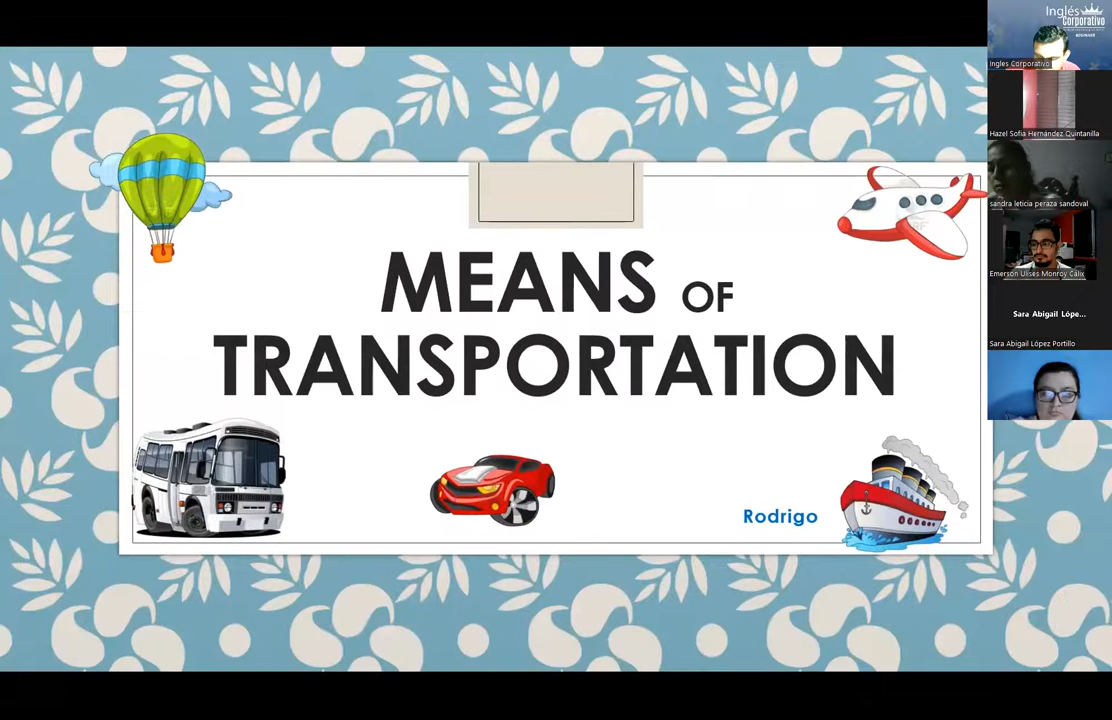 MEANS OF
TRANSPORTATION
Rodrigo
Inglés
Corporativo
BEGINNER
Ingles Corporativo
Hazel Sofia Hernández Quintanilla
sandra leticia peraza sandoval
Emerson Ulises Monroy Cálix
Sara Abigail Lópe...
Sara Abigail López Portillo